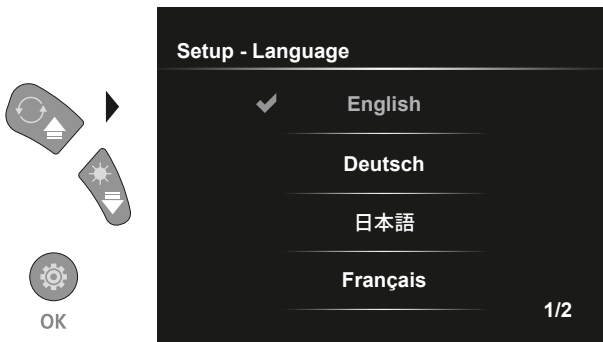 Setup - Language
English
Deutsch
日本語
Français
1/2
OK